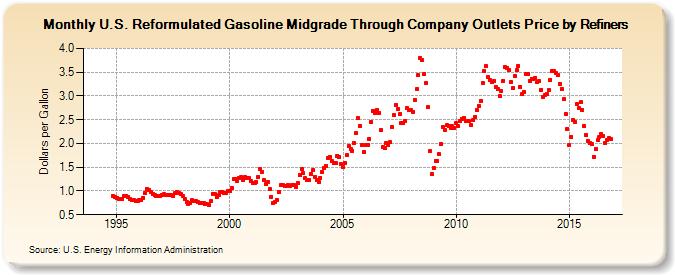 Monthly U.S. Reformulated Gasoline Midgrade Through Company Outlets Price by Refiners
Dollars per Gallon
4.0
3.5
3.0
2.5
2.0
1.5
1.0
0.5
1995 2000 2005 2010 2015
Source: U.S. Energy Information Administration